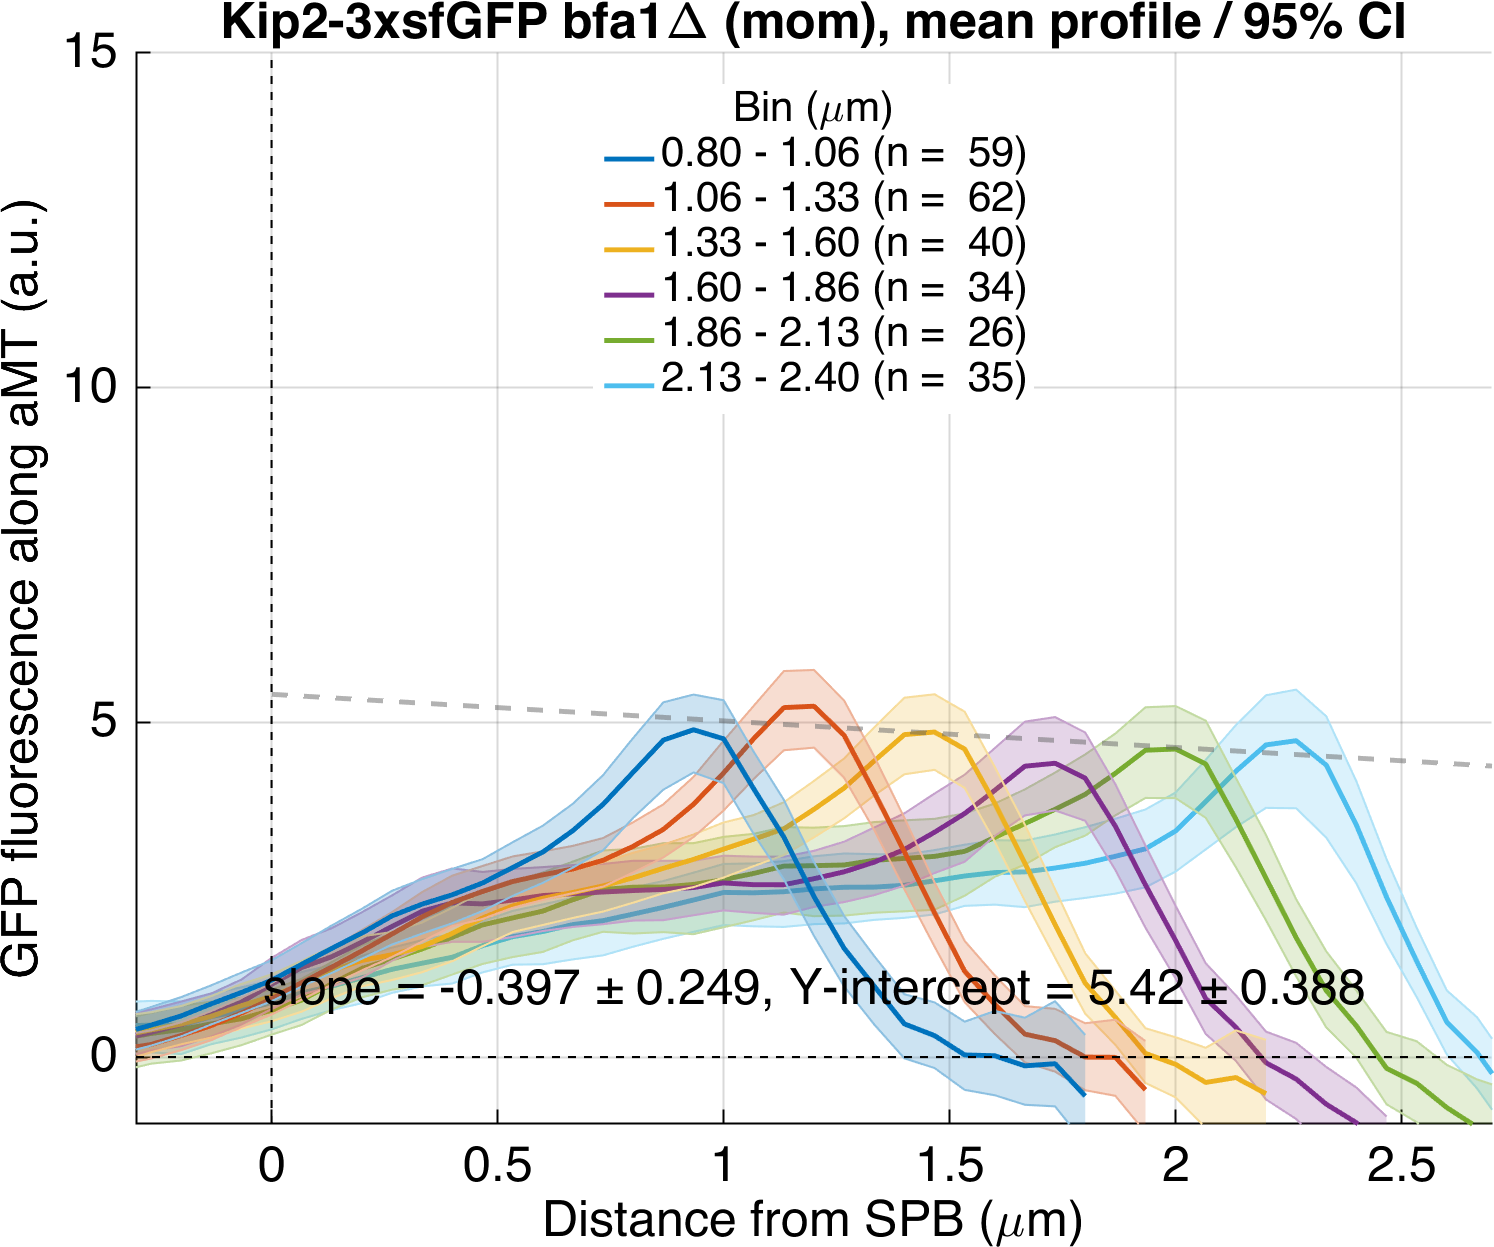 Kip2-3xsfGFP bfa1Δ (mom), mean profile / 95% CI
15
10
5
0
GFP fluorescence along aMT (a.u.)
Bin (μm)
0.80 - 1.06 (n = 59)
1.06 - 1.33 (n = 62)
1.33 - 1.60 (n = 40)
1.60 - 1.86 (n = 34)
1.86 - 2.13 (n = 26)
2.13 - 2.40 (n = 35)
slope = -0.397 ± 0.249, Y-intercept = 5.42 ± 0.388
0 0.5 1 1.5 2 2.5
Distance from SPB (μm)